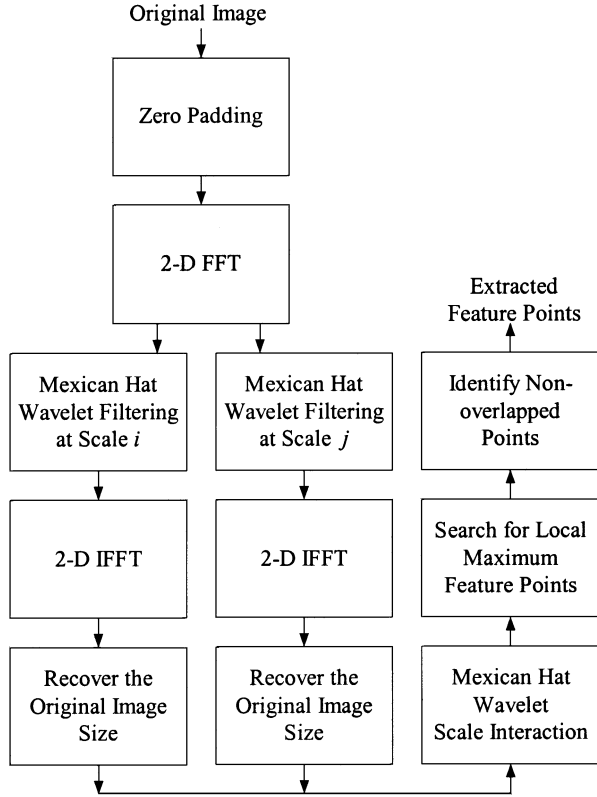 Original Image
Zero Padding
2-D FFT
Mexican Hat
Wavelet Filtering
at Scale i
2-D IFFT
Recover the
Original Image
Size
Mexican Hat
Wavelet Filtering
at Scale j
2-D IFFT
Recover the
Original Image
Size
Mexican Hat
Wavelet
Scale Interaction
Search for Local
Maximum
Feature Points
Identify Non-
overlapped
Points
Extracted
Feature Points